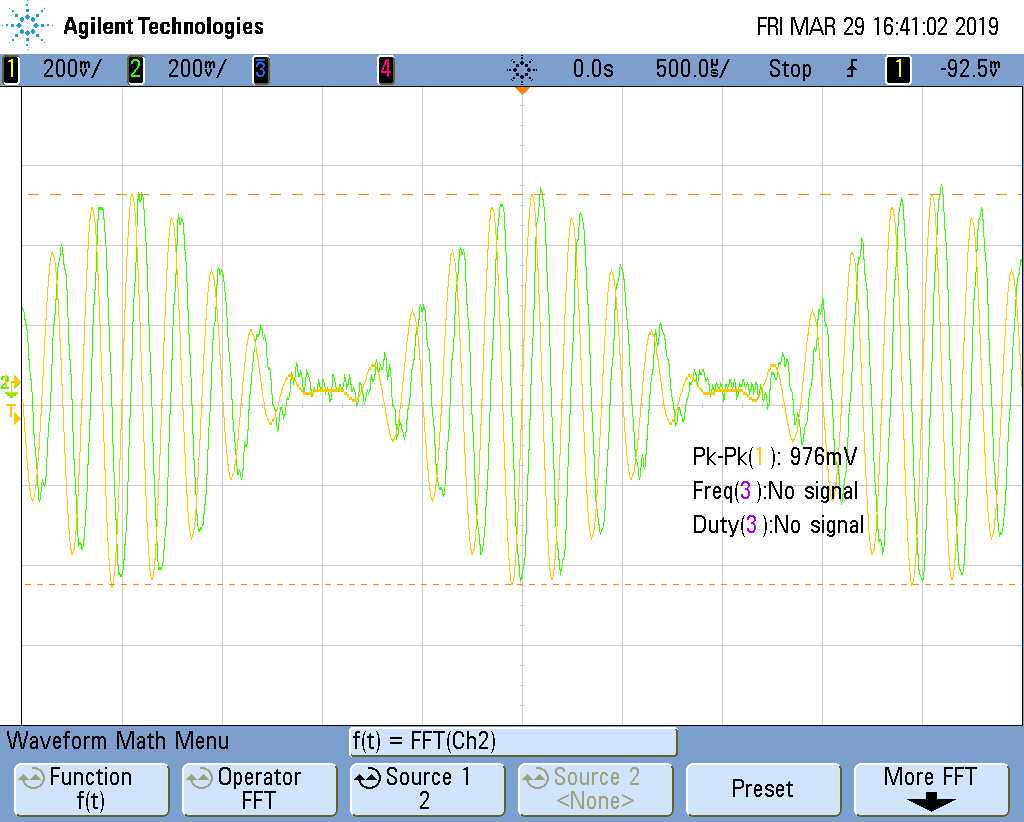 Agilent Technologies FRI MAR 29 16:41:02 2019
1 200mV/ 2 200mV/ 3 4 0.0s 500.0µs/ Stop 1 -92.5mV
2
T
Pk-Pk(1): 976mV
Freq(3):No signal
Duty(3):No signal
Waveform Math Menu f(t) = FFT(Ch2)
Function Operator Source 1 Source 2 Preset More FFT
f(t) FFT 2 <None>